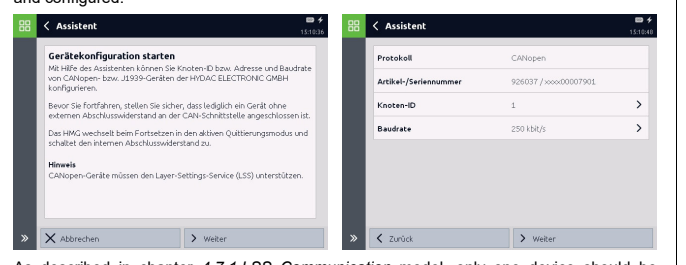 and configured.
Assistent
15:10:36
Gerätekonfiguration starten
Mit Hilfe des Assistenten können Sie Knoten-ID bzw. Adresse und Baudrate
von CANopen- bzw. J1939-Geräten der HYDAC ELECTRONIC GMBH
konfigurieren.
Bevor Sie fortfahren, stellen Sie sicher, dass lediglich ein Gerät ohne
externen Abschlusswiderstand an der CAN-Schnittstelle angeschlossen ist.
Das HMG wechselt beim Fortsetzen in den aktiven Quittierungsmodus und
schaltet den internen Abschlusswiderstand zu.
Hinweis
CANopen-Geräte müssen den Layer-Settings-Service (LSS) unterstützen.
Abbrechen
Weiter
Assistent
15:10:48
Protokoll CANopen
Artikel-/Seriennummer 926037 / xxxx00007901
Knoten-ID 1
Baudrate 250 kbit/s
Zurück
Weiter
As described in chapter 4.7.1 LSS Communication model, only one device should be